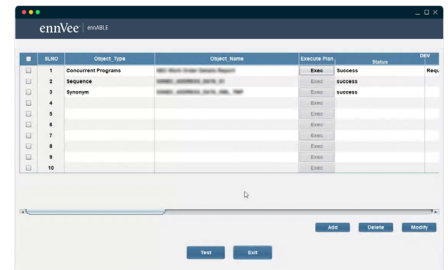 ennVee | ennABLE
DEV
SLNO Object_Type Object_Name Execute Plan Status
1 Concurrent Programs Exec Success Requ
2 Sequence Exec success
3 Synonym Exec success
4 Exec
5 Exec
6 Exec
7 Exec
8 Exec
9 Exec
10 Exec
Add Delete Modify
Test Exit